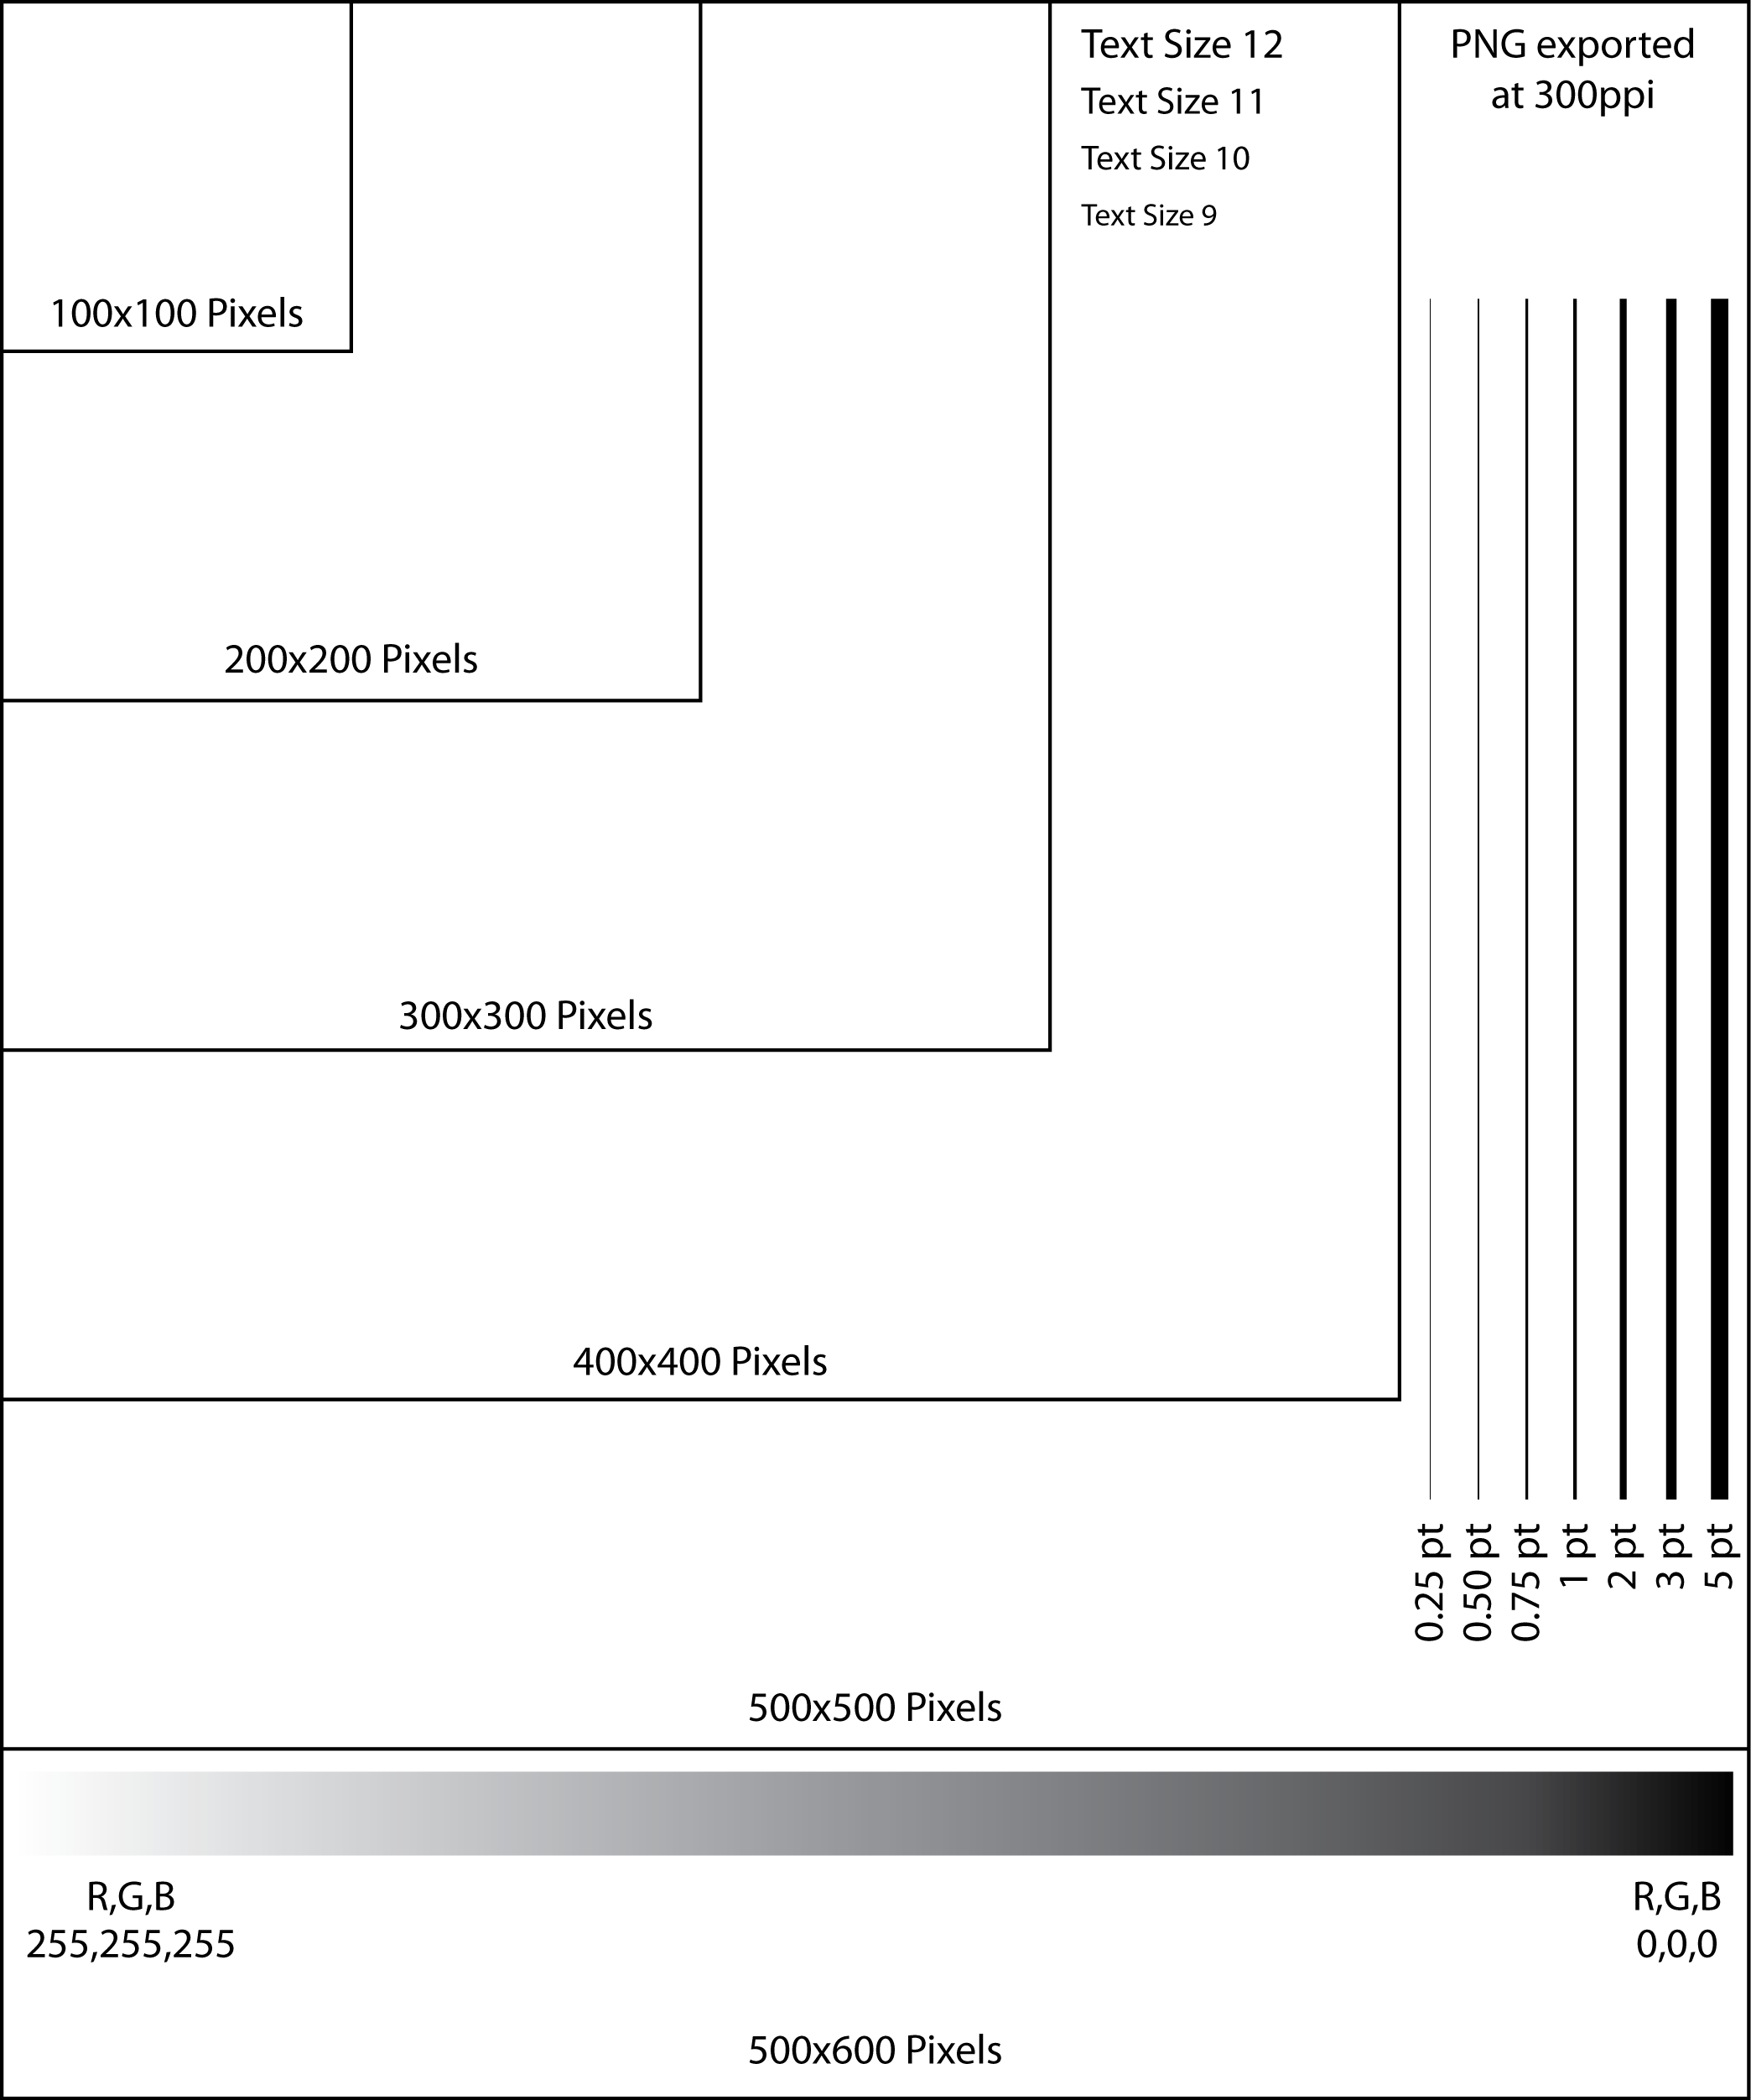 Text Size 12
Text Size 11
Text Size 10
Text Size 9
PNG exported
at 300ppi
100x100 Pixels
200x200 Pixels
300x300 Pixels
400x400 Pixels
0.25 pt
0.50 pt
0.75 pt
1 pt
2 pt
3 pt
5 pt
500x500 Pixels
R,G,B
255,255,255
R,G,B
0,0,0
500x600 Pixels